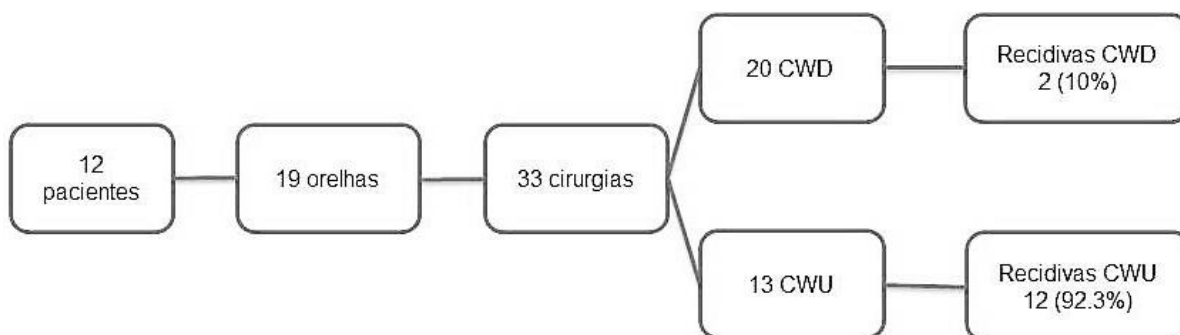 12
pacientes
19 orelhas
33 cirurgias
20 CWD
Recidivas CWD
2 (10%)
13 CWU
Recidivas CWU
12 (92.3%)